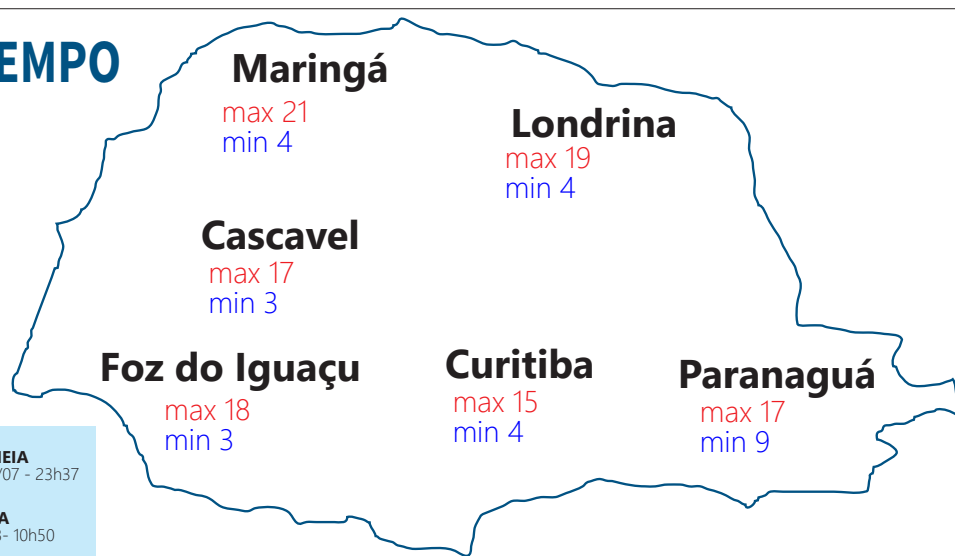 EMPO
Maringá
max 21
min 4
Londrina
max 19
min 4
Cascavel
max 17
min 3
Foz do Iguaçu
max 18
min 3
Curitiba
max 15
min 4
Paranaguá
max 17
min 9
EIA
/07 - 23h37
A
- 10h50